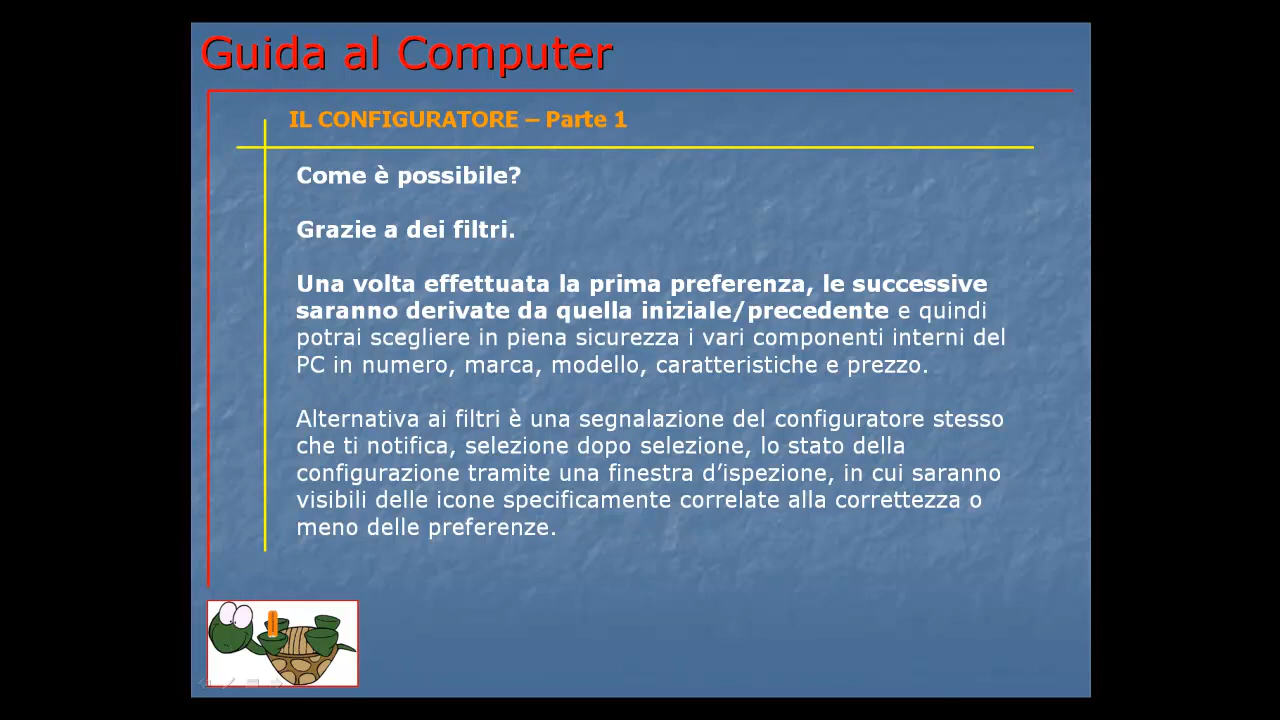 Guida al Computer
IL CONFIGURATORE – Parte 1
Come è possibile?
Grazie a dei filtri.
Una volta effettuata la prima preferenza, le successive
saranno derivate da quella iniziale/precedente e quindi
potrai scegliere in piena sicurezza i vari componenti interni del
PC in numero, marca, modello, caratteristiche e prezzo.
Alternativa ai filtri è una segnalazione del configuratore stesso
che ti notifica, selezione dopo selezione, lo stato della
configurazione tramite una finestra d’ispezione, in cui saranno
visibili delle icone specificamente correlate alla correttezza o
meno delle preferenze.